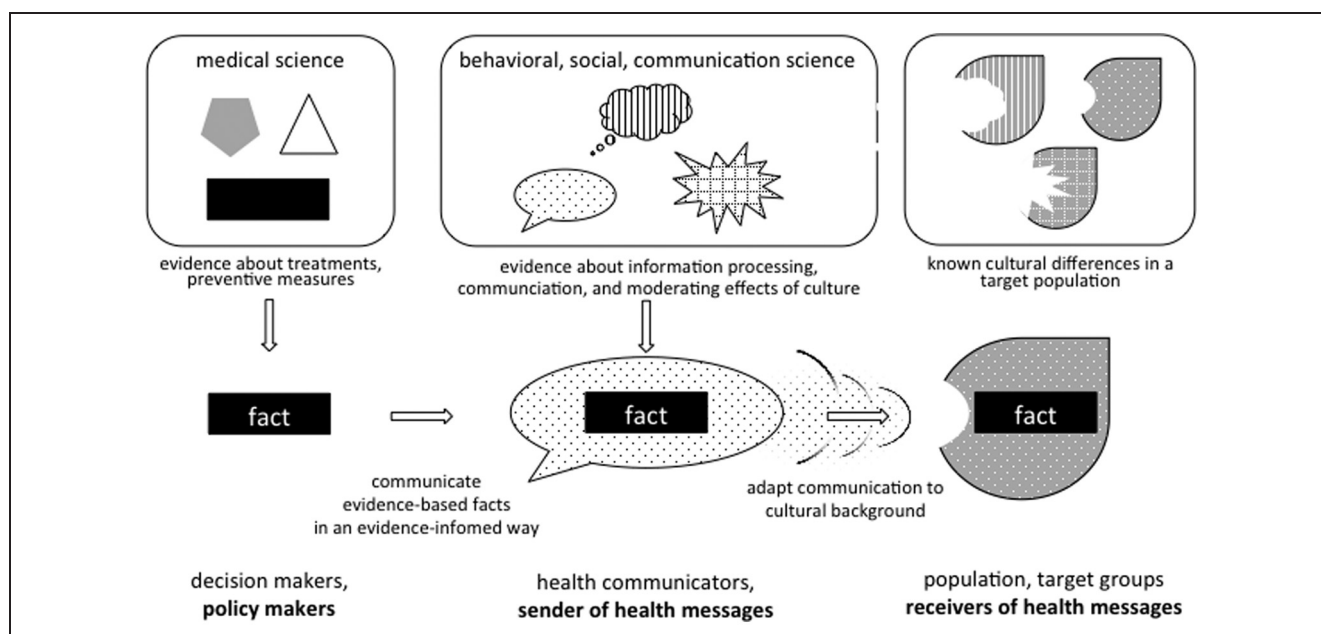 medical science
evidence about treatments,
preventive measures
behavioral, social, communication science
evidence about information processing,
communciation, and moderating effects of culture
known cultural differences in a
target population
fact
communicate
evidence-based facts
in an evidence-infomed way
fact
adapt communication to
cultural background
fact
decision makers,
policy makers
health communicators,
sender of health messages
population, target groups
receivers of health messages